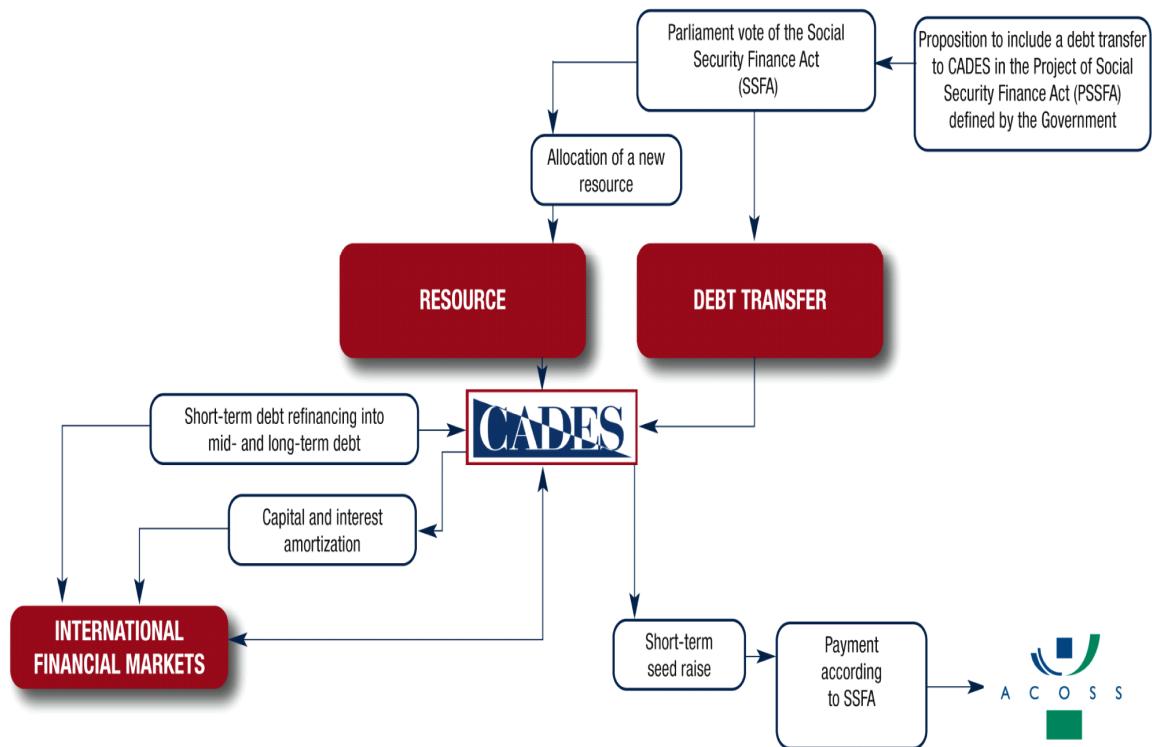 Parliament vote of the Social
Security Finance Act
(SSFA)
Proposition to include a debt transfer
to CADES in the Project of Social
Security Finance Act (PSSFA)
defined by the Government
Allocation of a new
resource
RESOURCE
DEBT TRANSFER
Short-term debt refinancing into
mid- and long-term debt
CADES
Capital and interest
amortization
INTERNATIONAL
FINANCIAL MARKETS
Short-term
seed raise
Payment
according
to SSFA
ACOSS